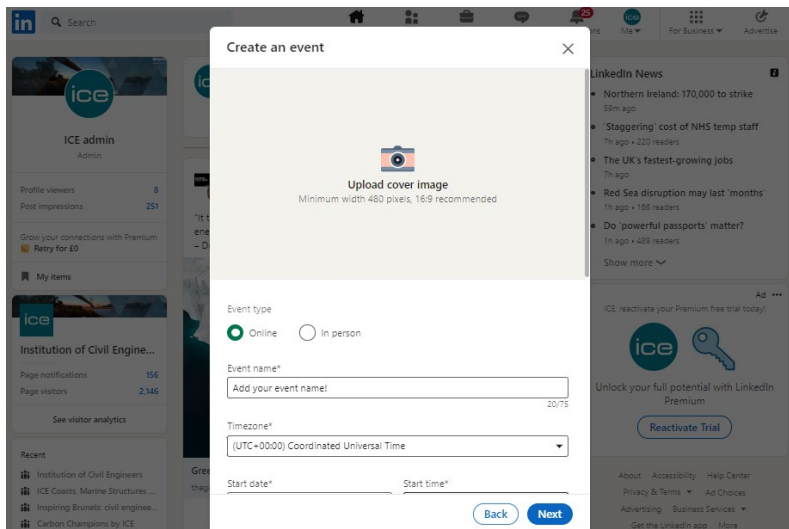 in
Search
25
Me
For Business
Advertise
Create an event
Upload cover image
Minimum width 480 pixels, 16:9 recommended
Event type
Online
In person
Event name*
Add your event name!
20/75
Timezone*
(UTC+00:00) Coordinated Universal Time
Start date*
Start time*
Back
Next
ice
ICE admin
Admin
Profile viewers 8
Post impressions 251
Grow your connections with Premium
Retry for £0
My items
ice
Institution of Civil Engine...
Page notifications 156
Page visitors 2,146
See visitor analytics
Recent
Institution of Civil Engineers
ICE Coasts, Marine Structures ...
Inspiring Brunels: civil enginee...
Carbon Champions by ICE
"It t
ene
– D
Gree
LinkedIn News
Northern Ireland: 170,000 to strike
59m ago
'Staggering' cost of NHS temp staff
7h ago • 220 readers
The UK's fastest-growing jobs
7h ago
Red Sea disruption may last 'months'
1h ago • 166 readers
Do 'powerful passports' matter?
1h ago • 489 readers
Show more
Ad
ICE, reactivate your Premium free trial today!
ice
Unlock your full potential with LinkedIn
Premium
Reactivate Trial
About Accessibility Help Center
Privacy & Terms Ad Choices
Advertising Business Services
Get the LinkedIn app More